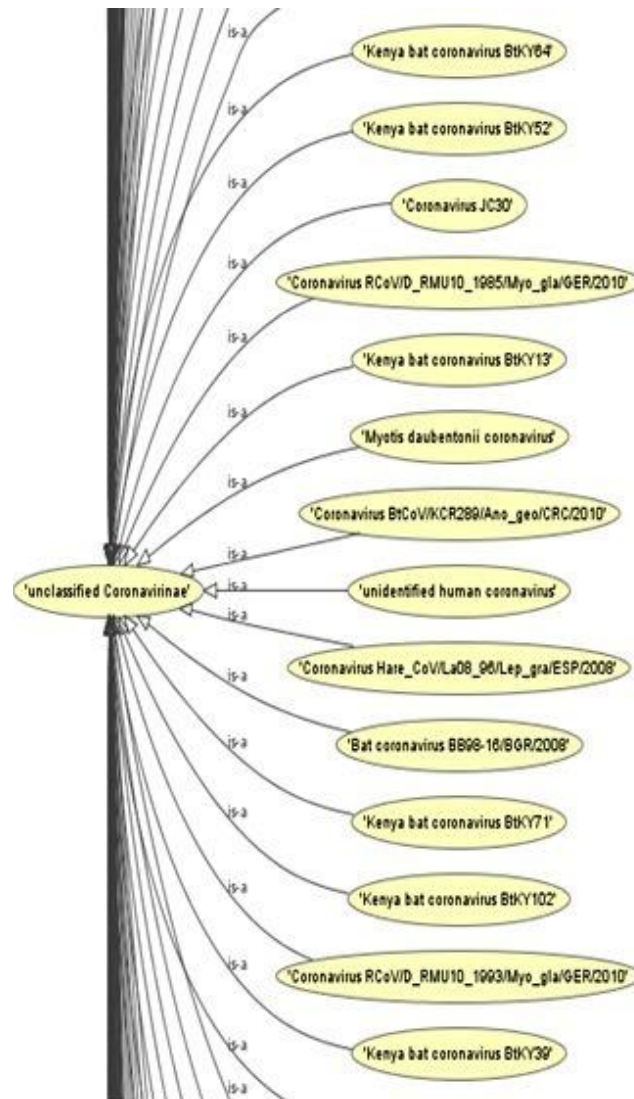 is-a
'Kenya bat coronavirus BtKY64'
is-a
'Kenya bat coronavirus BtKY52'
is-a
'Coronavirus JC30'
is-a
'Coronavirus RCoV/D_RMU10_1985/Myo_gla/GER/2010'
is-a
'Kenya bat coronavirus BtKY13'
is-a
'Myotis daubentonii coronavirus'
is-a
'Coronavirus BtCoV/KCR289/Ano_geo/CRC/2010'
is-a
'unclassified Coronavirinae'
is-a
'unidentified human coronavirus'
is-a
'Coronavirus Hare_CoV/La08_96/Lep_gra/ESP/2008'
is-a
'Bat coronavirus BB98-16/BGR/2008'
is-a
'Kenya bat coronavirus BtKY71'
is-a
'Kenya bat coronavirus BtKY102'
is-a
'Coronavirus RCoV/D_RMU10_1993/Myo_gla/GER/2010'
is-a
'Kenya bat coronavirus BtKY39'
is-a